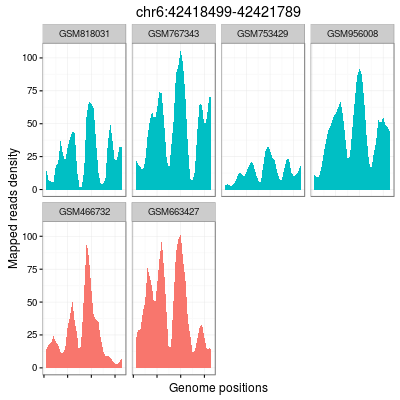 chr6:42418499-42421789
GSM818031 GSM767343 GSM753429 GSM956008
100
75
50
25
0
GSM466732 GSM663427
100
75
50
25
0
Mapped reads density
Genome positions